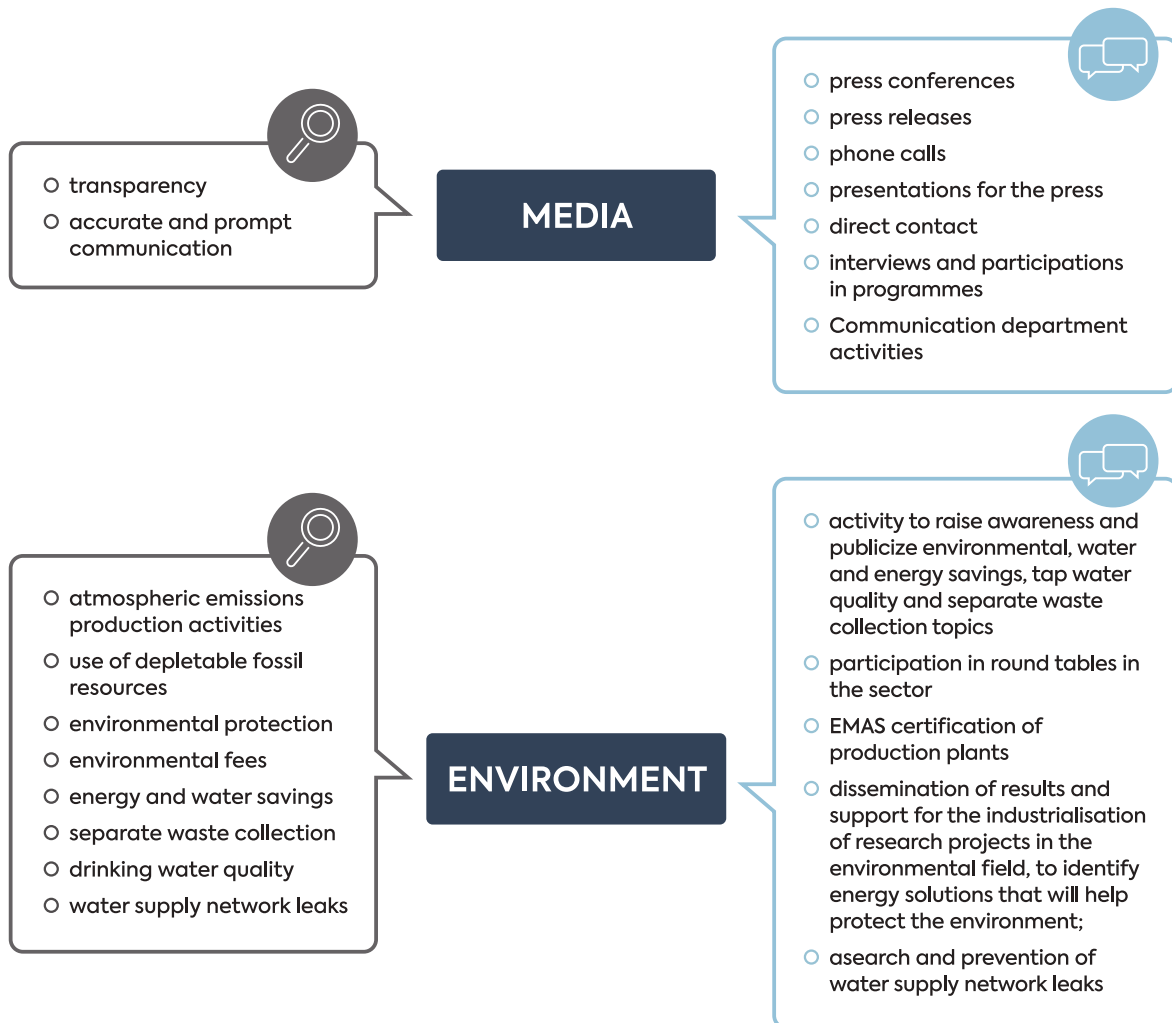 transparency
accurate and prompt
communication
MEDIA
press conferences
press releases
phone calls
presentations for the press
direct contact
interviews and participations
in programmes
Communication department
activities
atmospheric emissions
production activities
use of depletable fossil
resources
environmental protection
environmental fees
energy and water savings
separate waste collection
drinking water quality
water supply network leaks
ENVIRONMENT
activity to raise awareness and
publicize environmental, water
and energy savings, tap water
quality and separate waste
collection topics
participation in round tables in
the sector
EMAS certification of
production plants
dissemination of results and
support for the industrialisation
of research projects in the
environmental field, to identify
energy solutions that will help
protect the environment;
asearch and prevention of
water supply network leaks